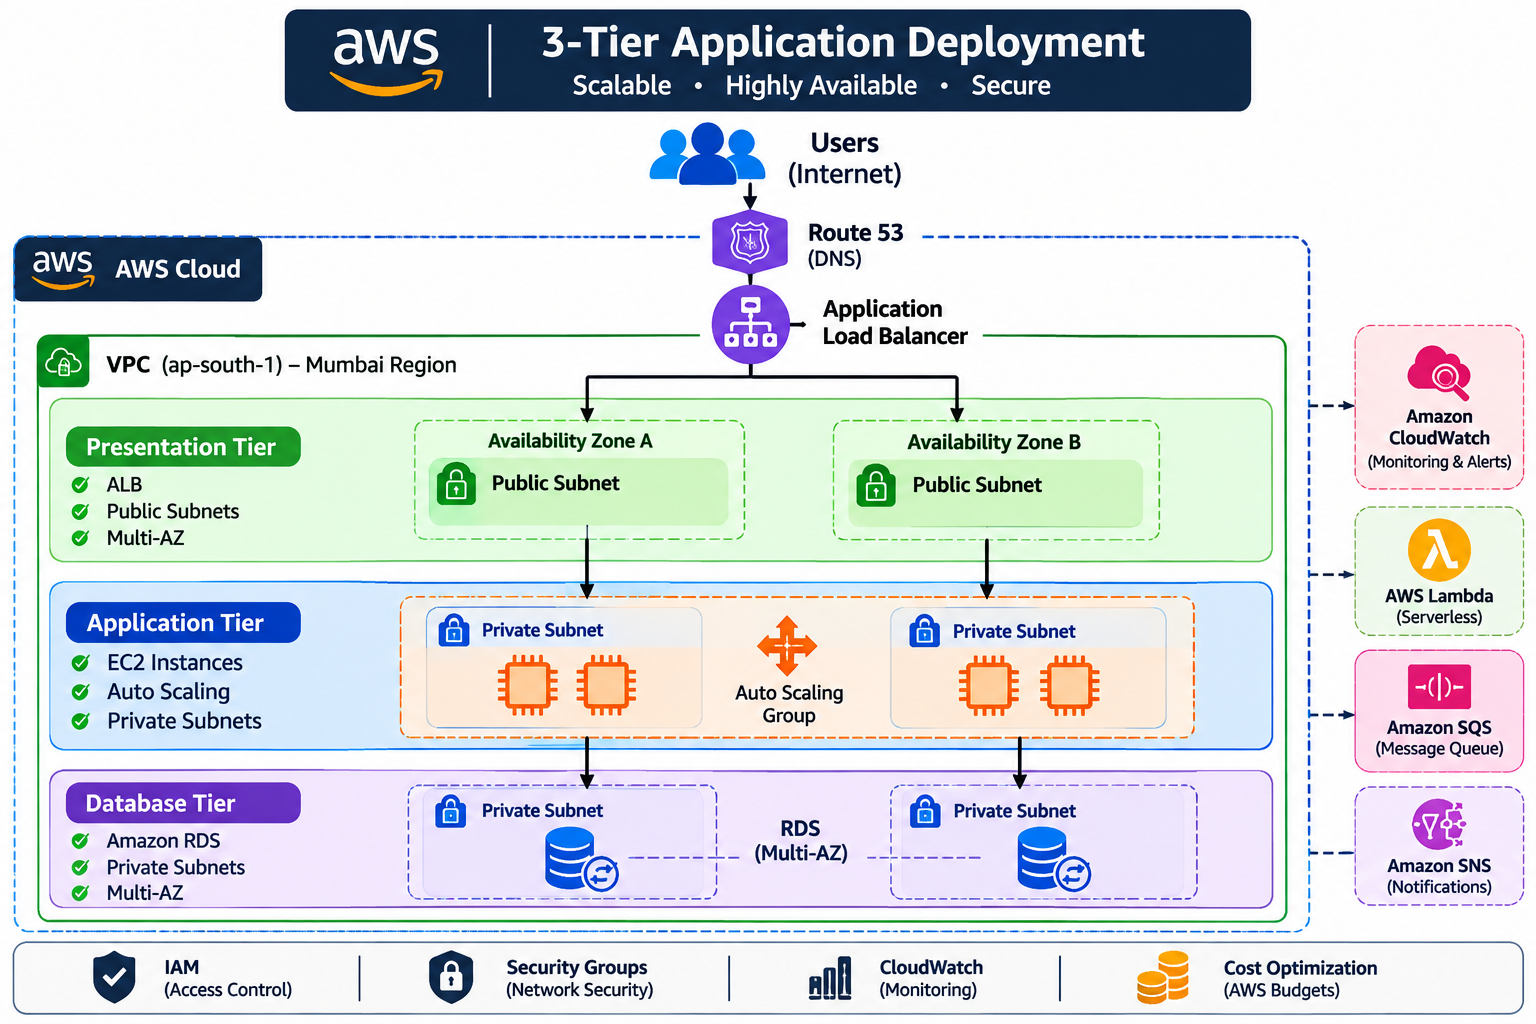 aws
3-Tier Application Deployment
Scalable • Highly Available • Secure
Users
(Internet)
Route 53
(DNS)
aws
AWS Cloud
Application
Load Balancer
VPC (ap-south-1) – Mumbai Region
Presentation Tier
ALB
Public Subnets
Multi-AZ
Availability Zone A
Public Subnet
Availability Zone B
Public Subnet
Application Tier
EC2 Instances
Auto Scaling
Private Subnets
Private Subnet
Auto Scaling
Group
Private Subnet
Database Tier
Amazon RDS
Private Subnets
Multi-AZ
Private Subnet
RDS
(Multi-AZ)
Private Subnet
Amazon
CloudWatch
(Monitoring & Alerts)
AWS Lambda
(Serverless)
Amazon SQS
(Message Queue)
Amazon SNS
(Notifications)
IAM
(Access Control)
Security Groups
(Network Security)
CloudWatch
(Monitoring)
Cost Optimization
(AWS Budgets)